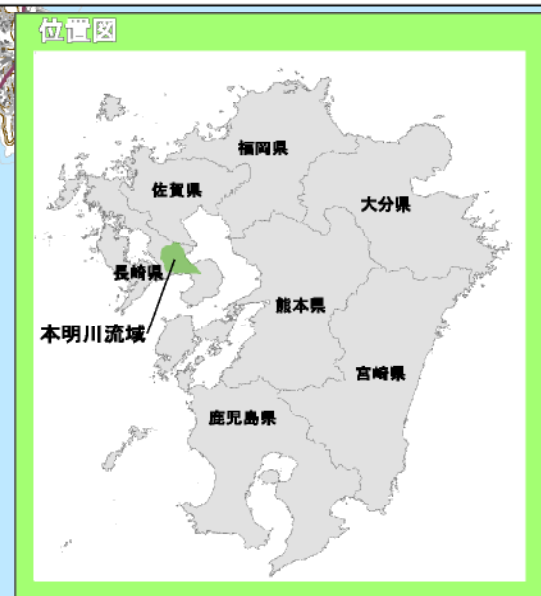 位置図
福岡県
佐賀県
大分県
長崎県
熊本県
本明川流域
宮崎県
鹿児島県